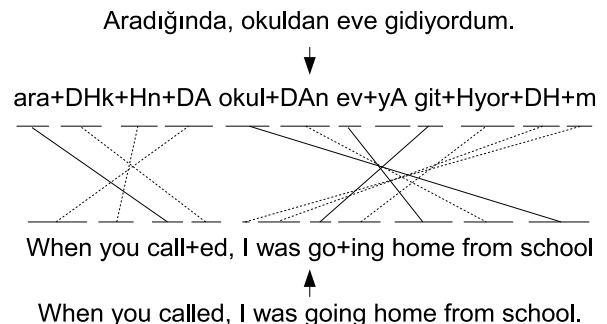 Aradığında, okuldan eve gidiyordum.
ara+DHk+Hn+DA okul+DAn ev+yA git+Hyor+DH+m
When you call+ed, I was go+ing home from school
When you called, I was going home from school.